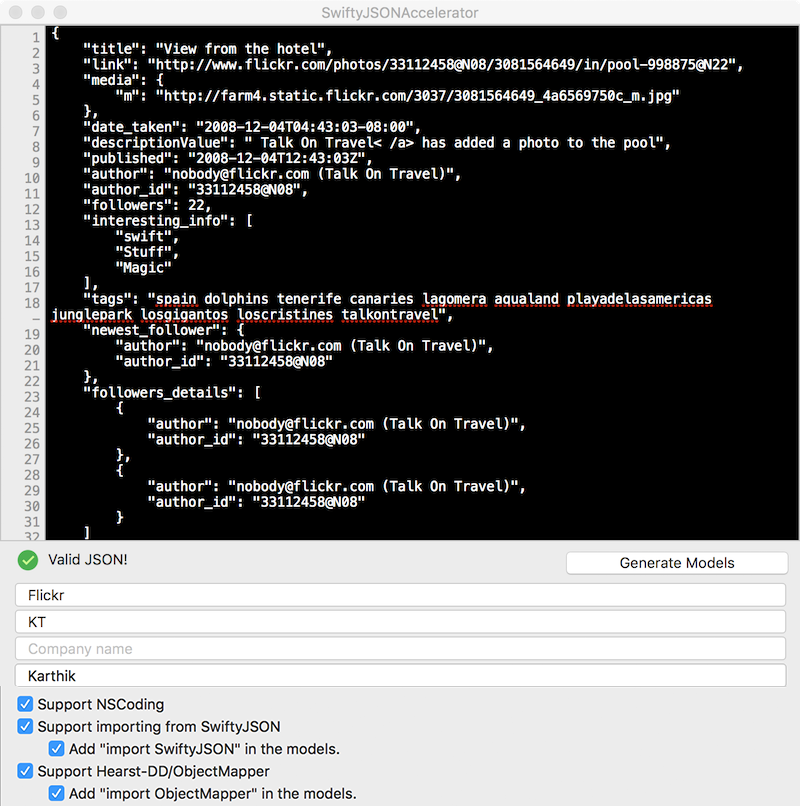 SwiftyJSONAccelerator
1 {
2 "title": "View from the hotel",
3 "link": "http://www.flickr.com/photos/33112458@N08/3081564649/in/pool-998875@N22",
4 "media": {
5 "m": "http://farm4.static.flickr.com/3037/3081564649_4a6569750c_m.jpg"
6 },
7 "date_taken": "2008-12-04T04:43:03-08:00",
8 "descriptionValue": " Talk On Travel< /a> has added a photo to the pool",
9 "published": "2008-12-04T12:43:03Z",
10 "author": "nobody@flickr.com (Talk On Travel)",
11 "author_id": "33112458@N08",
12 "followers": 22,
13 "interesting_info": [
14 "swift",
15 "Stuff",
16 "Magic"
17 ],
18 "tags": "spain dolphins tenerife canaries lagomera aqualand playadelasamericas
– junglepark losgigantos loscristines talkontravel",
19 "newest_follower": {
20 "author": "nobody@flickr.com (Talk On Travel)",
21 "author_id": "33112458@N08"
22 },
23 "followers_details": [
24 {
25 "author": "nobody@flickr.com (Talk On Travel)",
26 "author_id": "33112458@N08"
27 },
28 {
29 "author": "nobody@flickr.com (Talk On Travel)",
30 "author_id": "33112458@N08"
31 }
32 ]
Valid JSON!
Generate Models
Flickr
KT
Company name
Karthik
Support NSCoding
Support importing from SwiftyJSON
Add "import SwiftyJSON" in the models.
Support Hearst-DD/ObjectMapper
Add "import ObjectMapper" in the models.